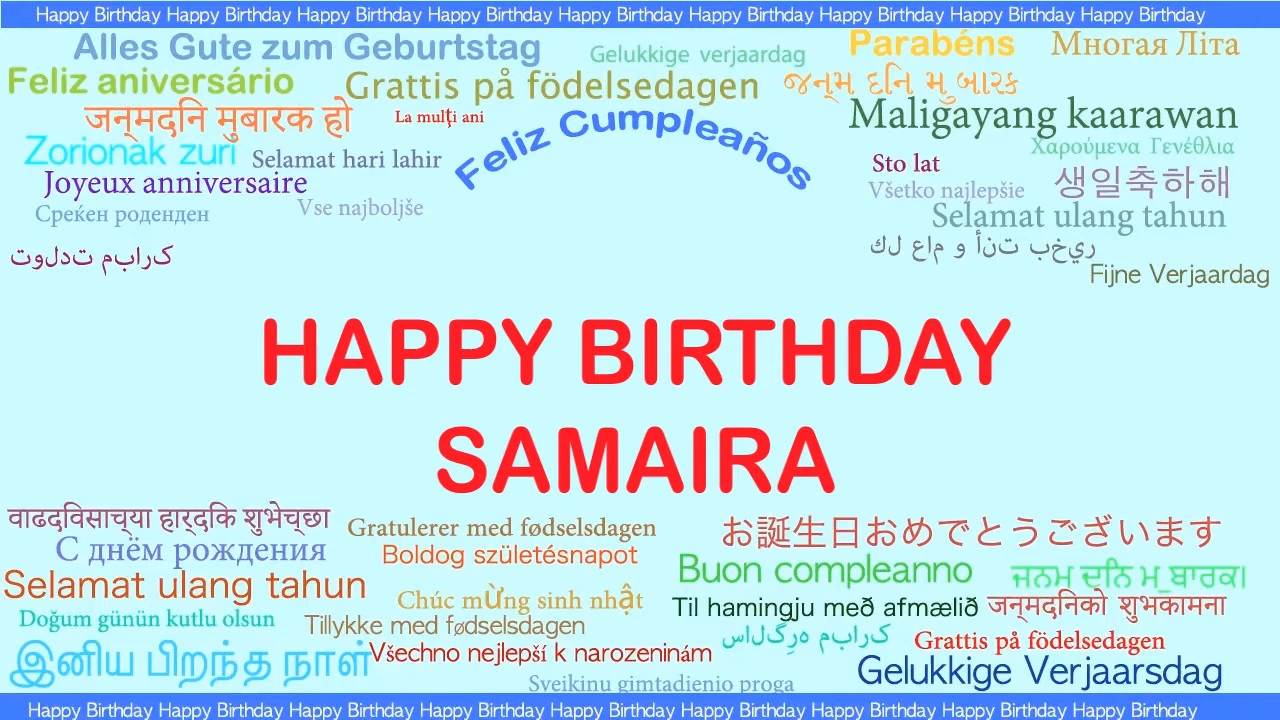 Happy Birthday Happy Birthday Happy Birthday Happy Birthday Happy Birthday Happy Birthday Happy Birthday Happy Birthday Happy Birthday
Alles Gute zum Geburtstag
Gelukkige verjaardag
Parabéns
Многая Літа
Feliz aniversário
Grattis på födelsedagen
જન્મ દિન મુબારક
जन्मदिन मुबारक हो
La mulţi ani
Feliz Cumpleaños
Maligayang kaarawan
Zorionak zuri
Selamat hari lahir
Χαρούμενα Γενέθλια
Sto lat
Joyeux anniversaire
Všetko najlepšie
생일축하해
Среќен роденден
Vse najboljše
Selamat ulang tahun
تولدت مبارک
كل عام و أنت بخير
Fijne Verjaardag
HAPPY BIRTHDAY
SAMAIRA
वाढदिवसाच्या हार्दिक शुभेच्छा
Gratulerer med fødselsdagen
お誕生日おめでとうございます
С днём рождения
Boldog születésnapot
Buon compleanno
ਜਨਮ ਦਿਨ ਮੁਬਾਰਕ।
Selamat ulang tahun
Chúc mừng sinh nhật
Til hamingju með afmælið
जन्मदिनको शुभकामना
Doğum günün kutlu olsun
Tillykke med fødselsdagen
سالگرہ مبارک
Grattis på födelsedagen
இனிய பிறந்த நாள்
Všechno nejlepší k narozeninám
Gelukkige Verjaarsdag
Sveikinu gimtadienio proga
Happy Birthday Happy Birthday Happy Birthday Happy Birthday Happy Birthday Happy Birthday Happy Birthday Happy Birthday Happy Birthday